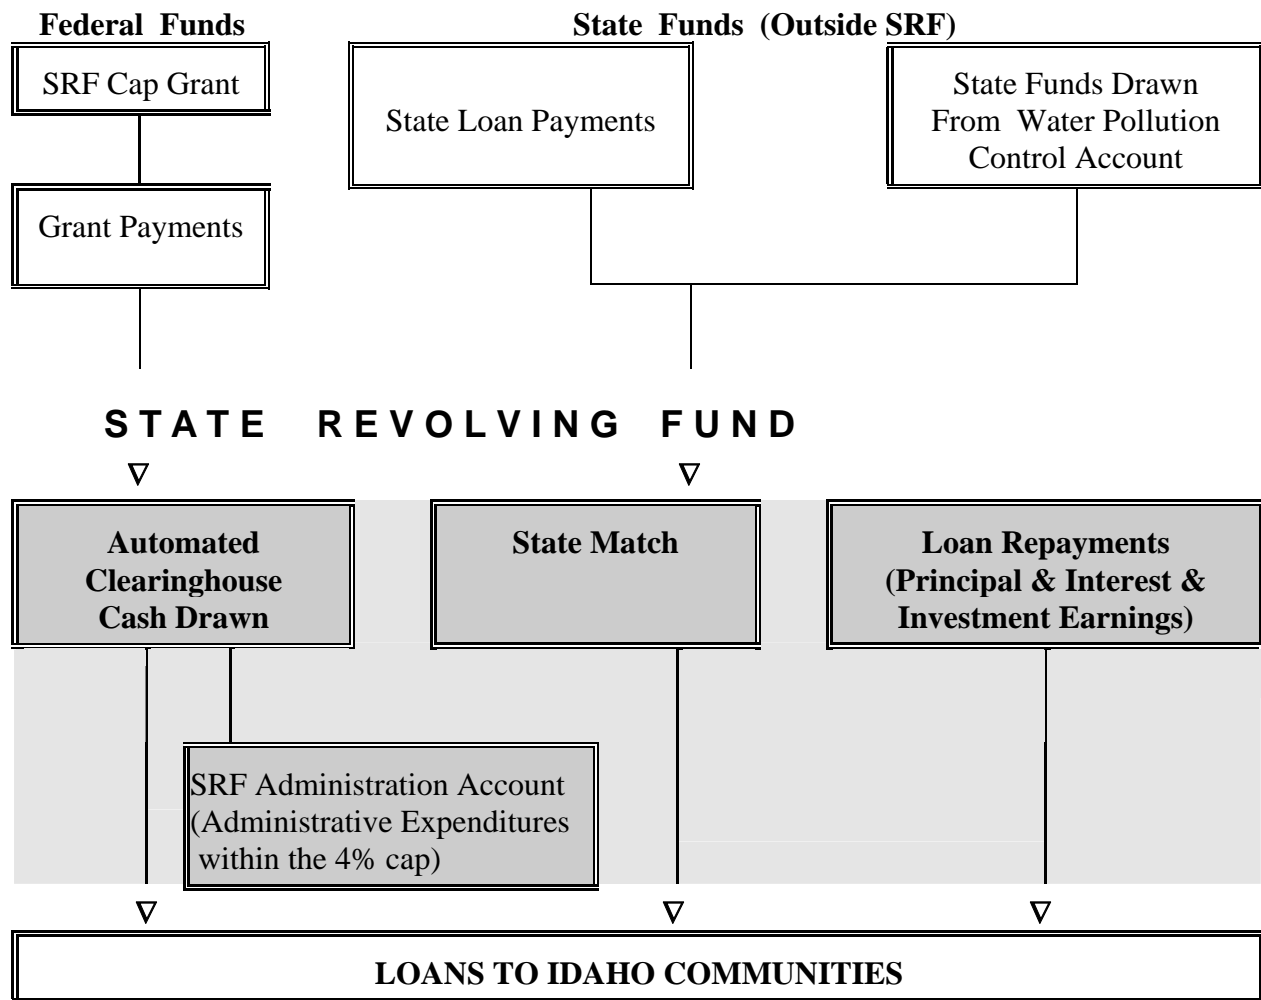 Federal Funds
State Funds (Outside SRF)
SRF Cap Grant
State Loan Payments
State Funds Drawn
From Water Pollution
Control Account
Grant Payments
STATE REVOLVING FUND
Automated
Clearinghouse
Cash Drawn
State Match
Loan Repayments
(Principal & Interest &
Investment Earnings)
SRF Administration Account
(Administrative Expenditures
within the 4% cap)
LOANS TO IDAHO COMMUNITIES